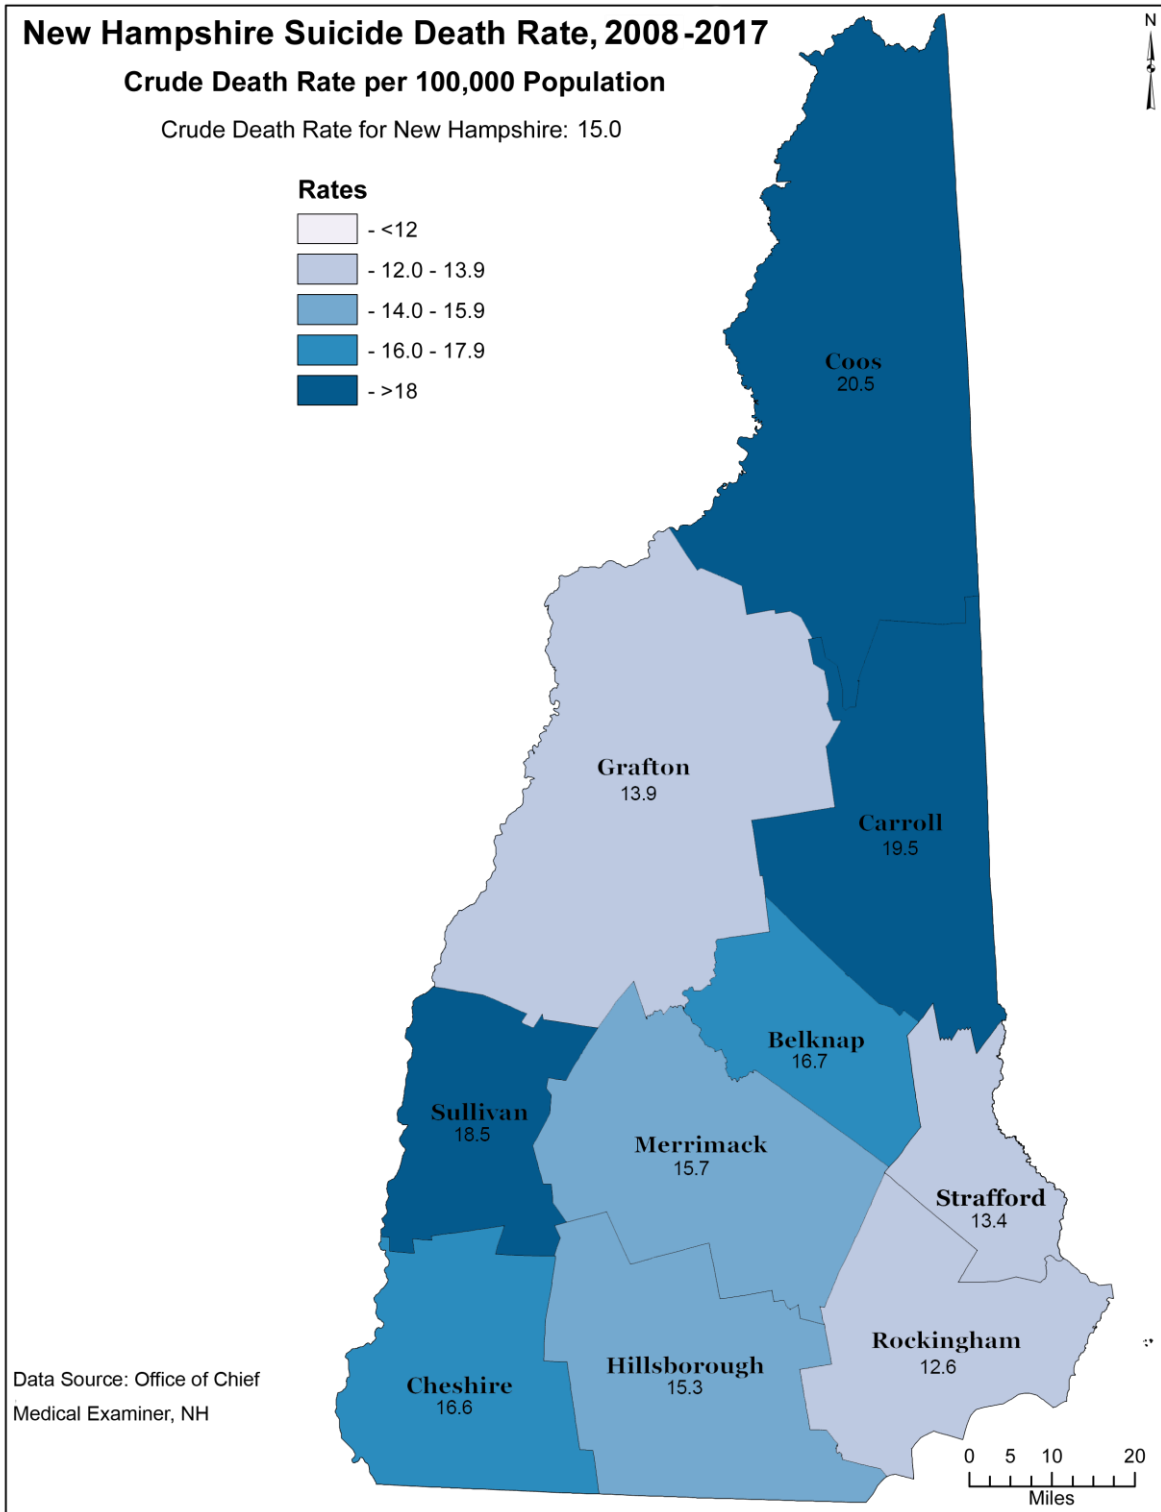 New Hampshire Suicide Death Rate, 2008-2017
Crude Death Rate per 100,000 Population
Crude Death Rate for New Hampshire: 15.0
N
Rates
- <12
- 12.0 - 13.9
- 14.0 - 15.9
- 16.0 - 17.9
- >18
Coos
20.5
Grafton
13.9
Carroll
19.5
Belknap
16.7
Sullivan
18.5
Merrimack
15.7
Strafford
13.4
Rockingham
12.6
Hillsborough
15.3
Cheshire
16.6
Data Source: Office of Chief
Medical Examiner, NH
0 5 10 20
Miles